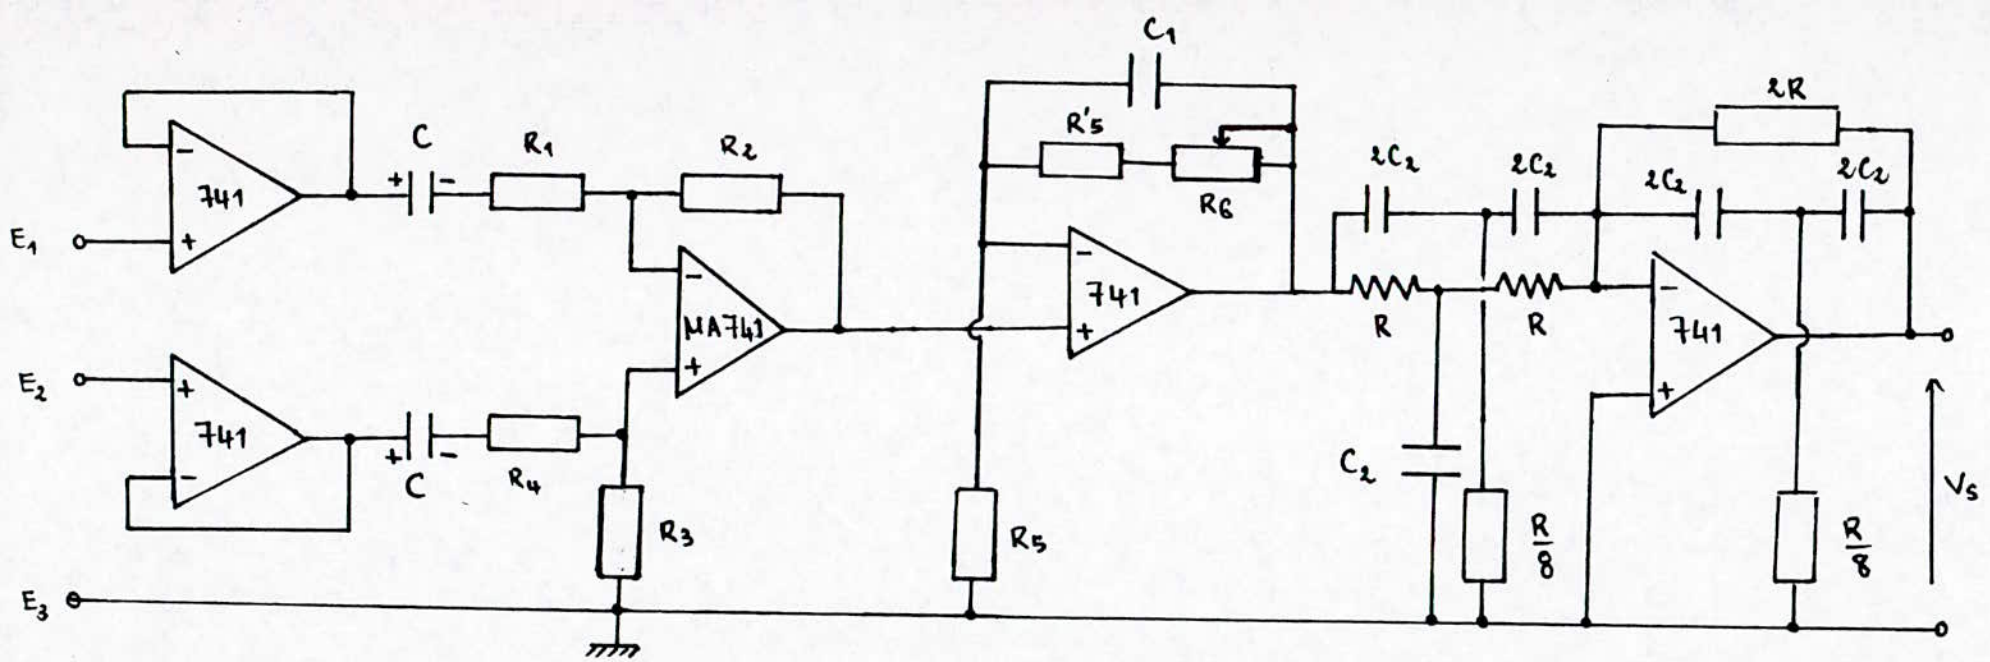 C₁
2R
C
R₁
R₂
R'₅
R₆
2C₂
2C₂
2C₂
2C₂
+
-
-
741
+
E₁
-
MA741
+
-
741
+
R
R
-
741
+
E₂
+
741
-
+
-
C
R₄
R₃
R₅
C₂
R
8
R
8
Vs
E₃